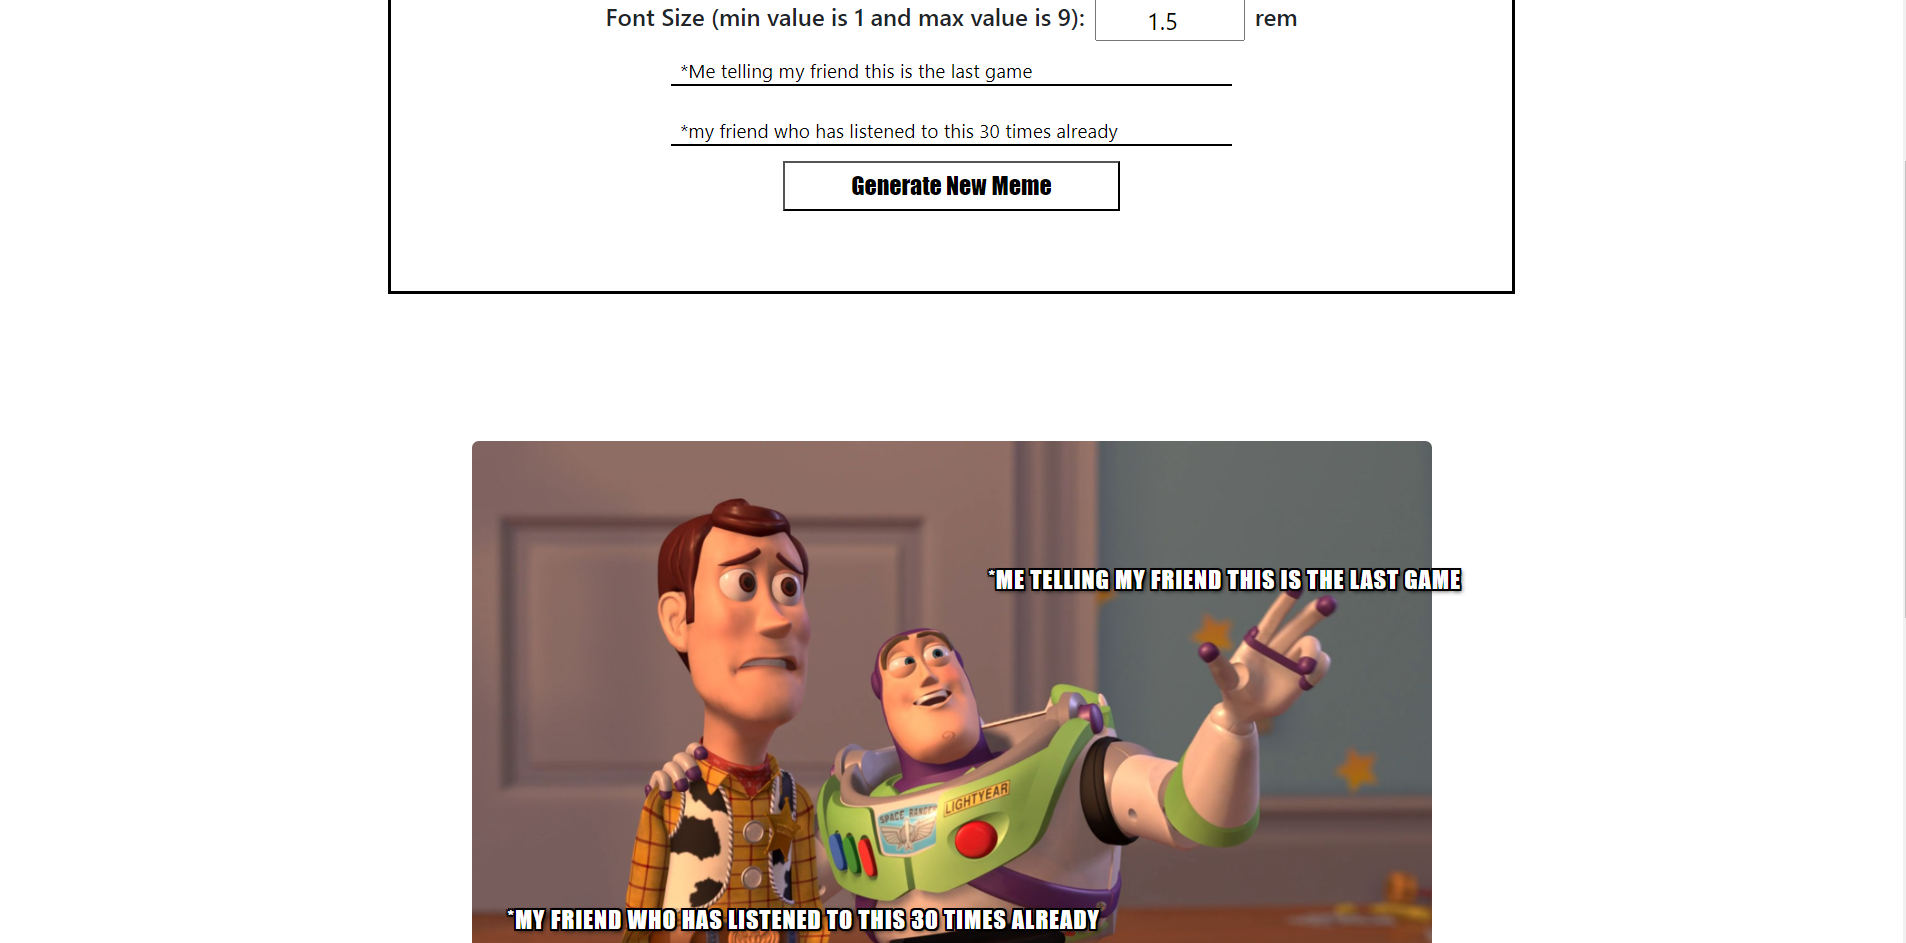 Font Size (min value is 1 and max value is 9): 1.5 rem
*Me telling my friend this is the last game
*my friend who has listened to this 30 times already
Generate New Meme
*ME TELLING MY FRIEND THIS IS THE LAST GAME
LIGHTYEAR
SPACE RANGER
*MY FRIEND WHO HAS LISTENED TO THIS 30 TIMES ALREADY